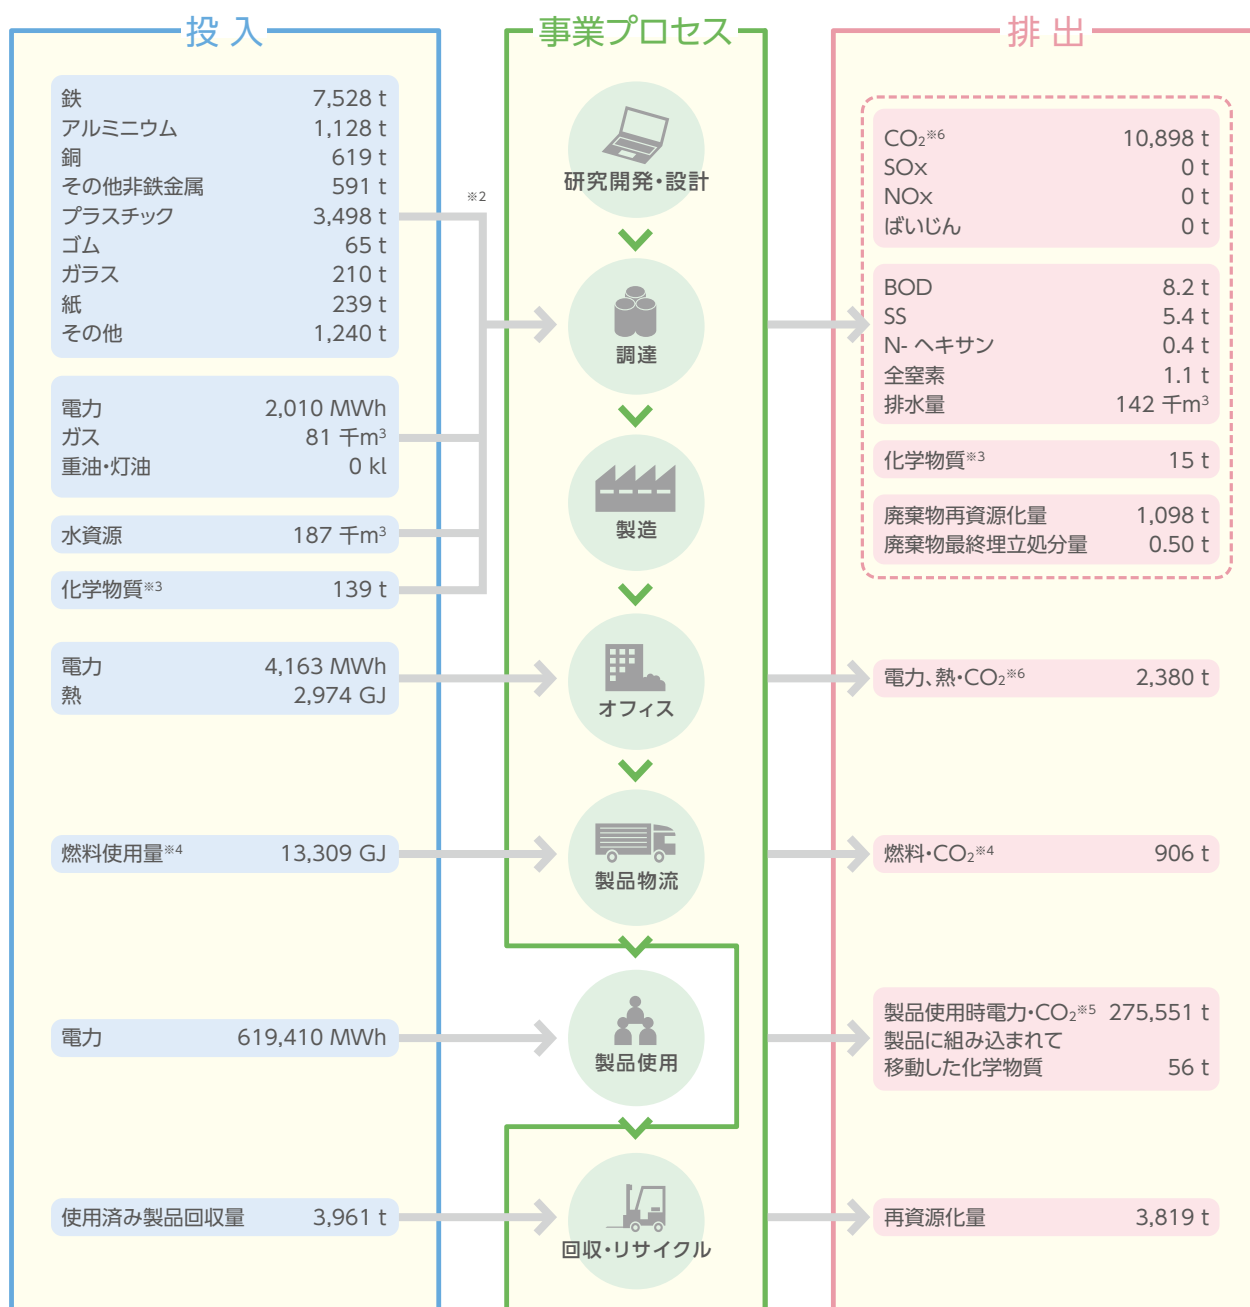 投 入
鉄 7,528 t
アルミニウム 1,128 t
銅 619 t
その他非鉄金属 591 t
プラスチック 3,498 t
ゴム 65 t
ガラス 210 t
紙 239 t
その他 1,240 t
電力 2,010 MWh
ガス 81 千m³
重油・灯油 0 kl
水資源 187 千m³
化学物質※3 139 t
電力 4,163 MWh
熱 2,974 GJ
燃料使用量※4 13,309 GJ
電力 619,410 MWh
使用済み製品回収量 3,961 t
※2
事業プロセス
研究開発・設計
調達
製造
オフィス
製品物流
製品使用
回収・リサイクル
排 出
CO₂※6 10,898 t
SOx 0 t
NOx 0 t
ばいじん 0 t
BOD 8.2 t
SS 5.4 t
N- ヘキサン 0.4 t
全窒素 1.1 t
排水量 142 千m³
化学物質※3 15 t
廃棄物再資源化量 1,098 t
廃棄物最終埋立処分量 0.50 t
電力、熱・CO₂※6 2,380 t
燃料・CO₂※4 906 t
製品使用時電力・CO₂※5 275,551 t
製品に組み込まれて
移動した化学物質 56 t
再資源化量 3,819 t